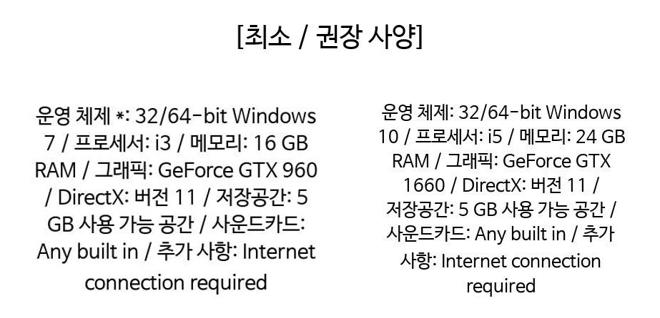 [최소 / 권장 사양]
운영 체제 *: 32/64-bit Windows
7 / 프로세서: i3 / 메모리: 16 GB
RAM / 그래픽: GeForce GTX 960
/ DirectX: 버전 11 / 저장공간: 5
GB 사용 가능 공간 / 사운드카드:
Any built in / 추가 사항: Internet
connection required
운영 체제: 32/64-bit Windows
10 / 프로세서: i5 / 메모리: 24 GB
RAM / 그래픽: GeForce GTX
1660 / DirectX: 버전 11 /
저장공간: 5 GB 사용 가능 공간 /
사운드카드: Any built in / 추가
사항: Internet connection
required